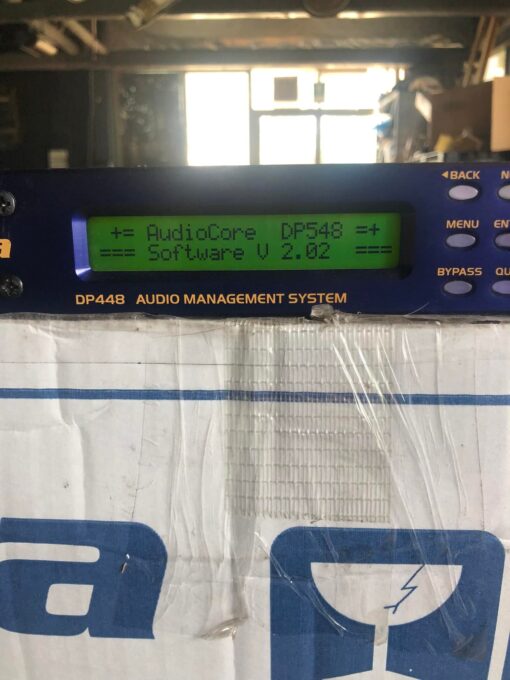 ◄BACK
+= AudioCore DP548 =+
==== Software V 2.02 ===
MENU
BYPASS
a
DP448 AUDIO MANAGEMENT SYSTEM
a